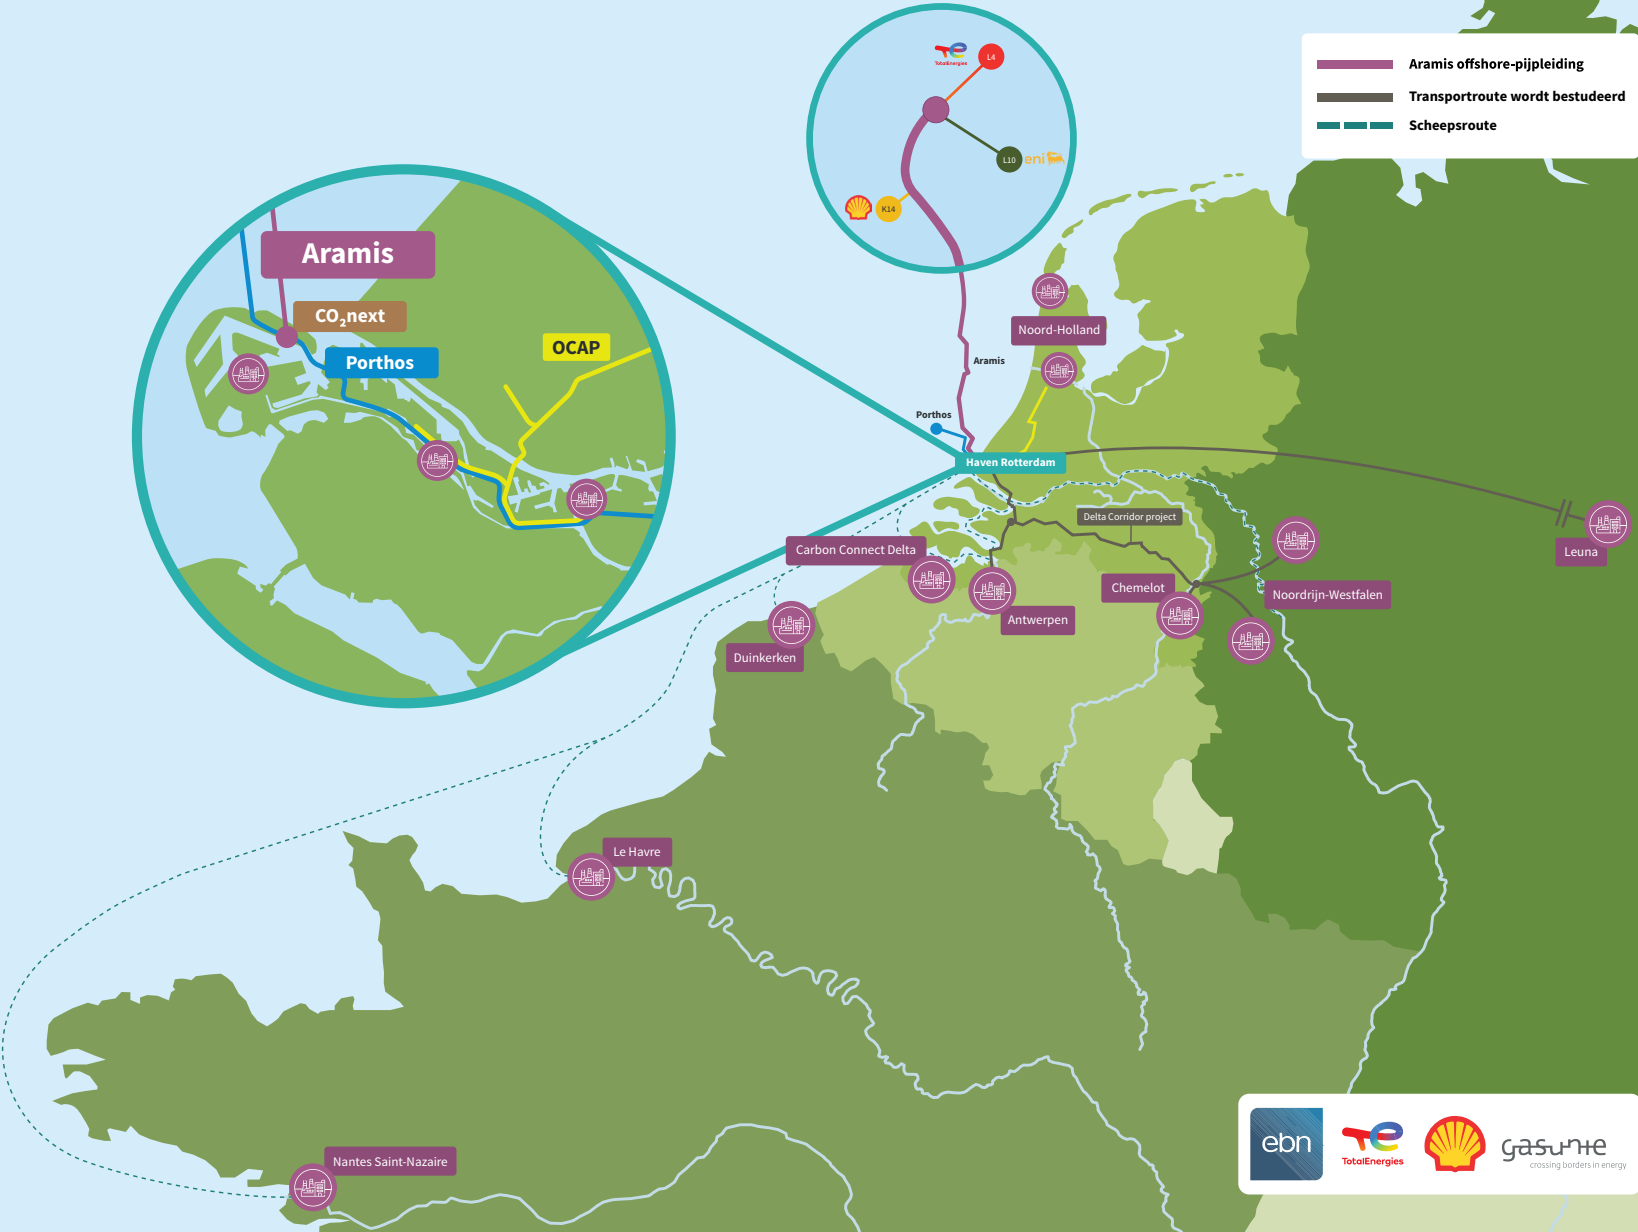 TotalEnergies
L4
L10
eni
K14
Aramis offshore-pijpleiding
Transportroute wordt bestudeerd
Scheepsroute
Aramis
CO₂next
Porthos
OCAP
Noord-Holland
Aramis
Porthos
Haven Rotterdam
Delta Corridor project
Carbon Connect Delta
Leuna
Chemelot
Noordrijn-Westfalen
Antwerpen
Duinkerken
Le Havre
Nantes Saint-Nazaire
ebn
TotalEnergies
gasunie
crossing borders in energy